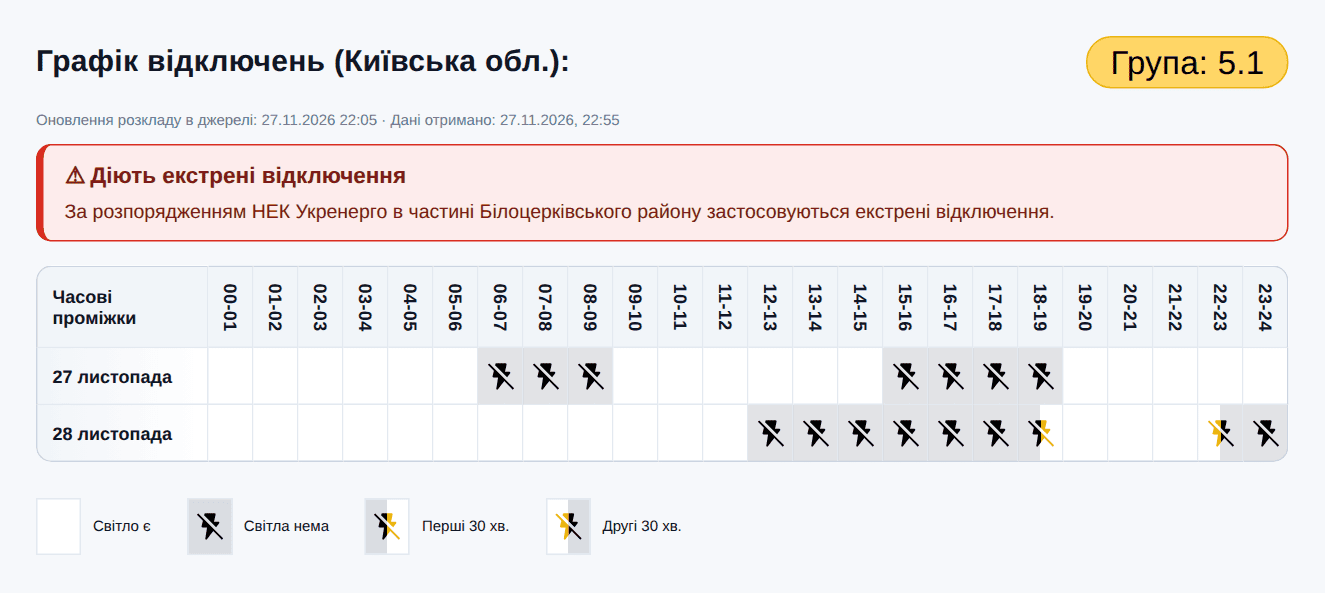 Графік відключень (Київська обл.):
Група: 5.1
Оновлення розкладу в джерелі: 27.11.2026 22:05 · Дані отримано: 27.11.2026, 22:55
⚠ Діють екстрені відключення
За розпорядженням НЕК Укренерго в частині Білоцерківського району застосовуються екстрені відключення.
Часові
проміжки
00-01 01-02 02-03 03-04 04-05 05-06 06-07 07-08 08-09 09-10 10-11 11-12 12-13 13-14 14-15 15-16 16-17 17-18 18-19 19-20 20-21 21-22 22-23 23-24
27 листопада
28 листопада
Світло є
Світла нема
Перші 30 хв.
Другі 30 хв.